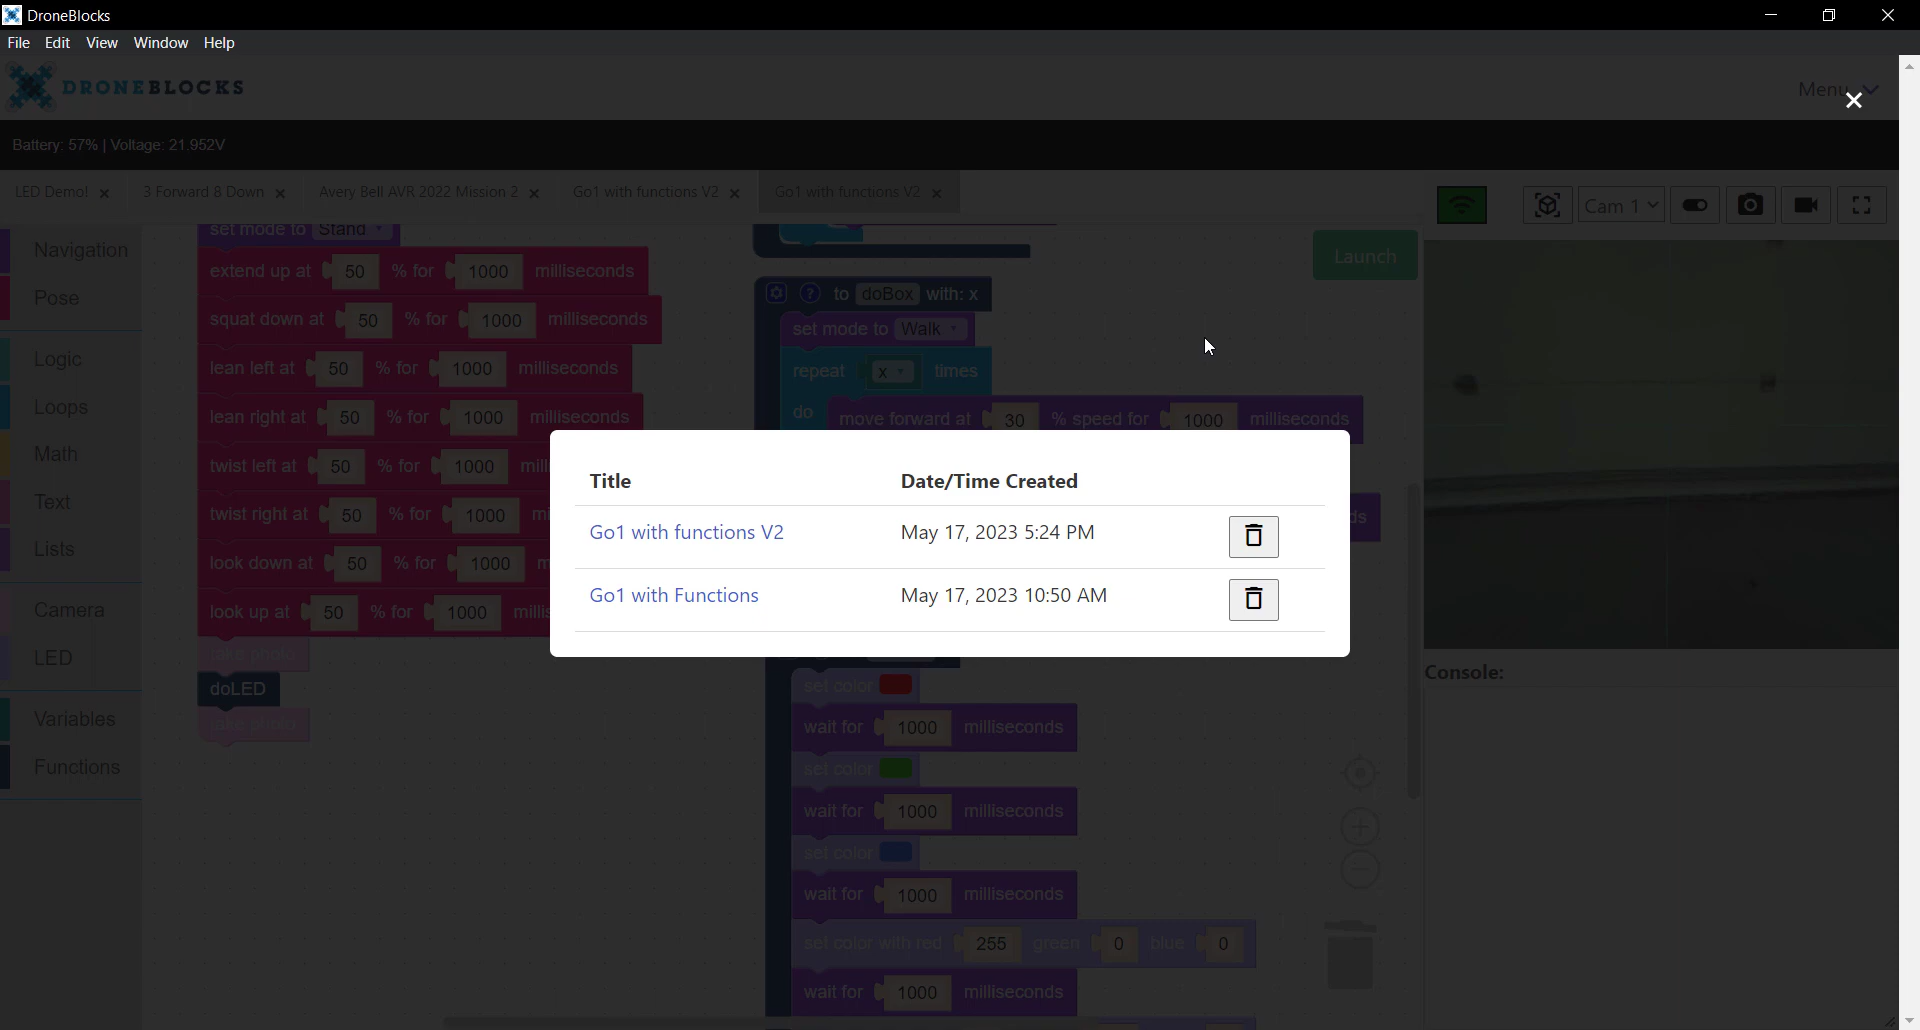 DroneBlocks
File Edit View Window Help
DRONEBLOCKS
Menu
Battery: 57% | Voltage: 21.952V
LED Demo!
3 Forward 8 Down
Avery Bell AVR 2022 Mission 2
Go1 with functions V2
Go1 with functions V2
Cam 1
Navigation
Pose
Logic
Loops
Math
Text
Lists
Camera
LED
Variables
Functions
set mode to Stand
extend up at 50 % for 1000 milliseconds
squat down at 50 % for 1000 milliseconds
lean left at 50 % for 1000 milliseconds
lean right at 50 % for 1000 milliseconds
twist left at 50 % for 1000 mill
twist right at 50 % for 1000 mi
look down at 50 % for 1000 m
look up at 50 % for 1000 millis
take photo
doLED
take photo
Launch
? to doBox with: x
set mode to Walk
repeat x times
do move forward at 30 % speed for 1000 milliseconds
ds
Title Date/Time Created
Go1 with functions V2 May 17, 2023 5:24 PM
Go1 with Functions May 17, 2023 10:50 AM
set color
wait for 1000 milliseconds
set color
wait for 1000 milliseconds
set color
wait for 1000 milliseconds
set color with red 255 green 0 blue 0
wait for 1000 milliseconds
Console: